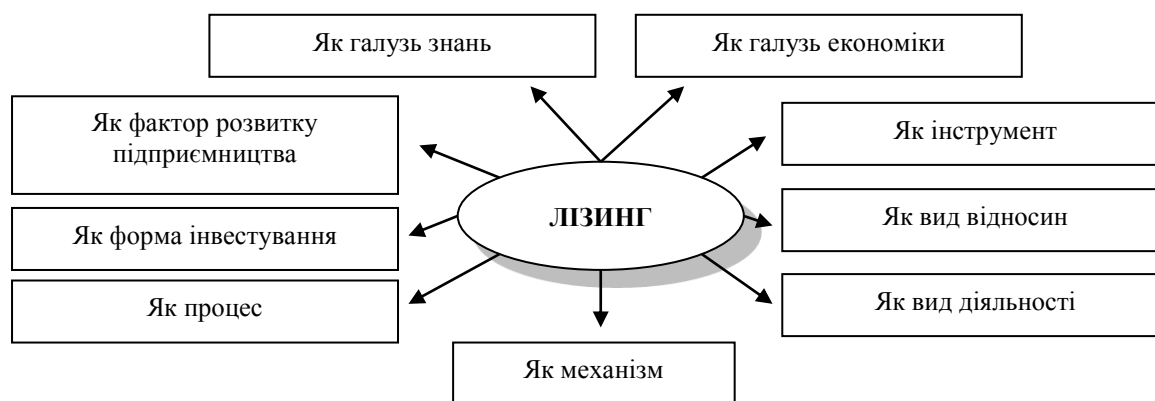 Як галузь знань
Як галузь економіки
Як фактор розвитку
підприємництва
Як інструмент
ЛІЗИНГ
Як форма інвестування
Як вид відносин
Як процес
Як вид діяльності
Як механізм